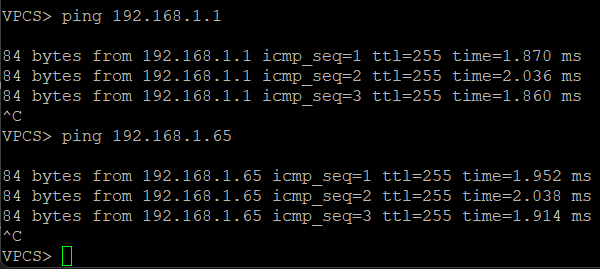 VPCS> ping 192.168.1.1
84 bytes from 192.168.1.1 icmp_seq=1 ttl=255 time=1.870 ms
84 bytes from 192.168.1.1 icmp_seq=2 ttl=255 time=2.036 ms
84 bytes from 192.168.1.1 icmp_seq=3 ttl=255 time=1.860 ms
^C
VPCS> ping 192.168.1.65
84 bytes from 192.168.1.65 icmp_seq=1 ttl=255 time=1.952 ms
84 bytes from 192.168.1.65 icmp_seq=2 ttl=255 time=2.038 ms
84 bytes from 192.168.1.65 icmp_seq=3 ttl=255 time=1.914 ms
^C
VPCS>